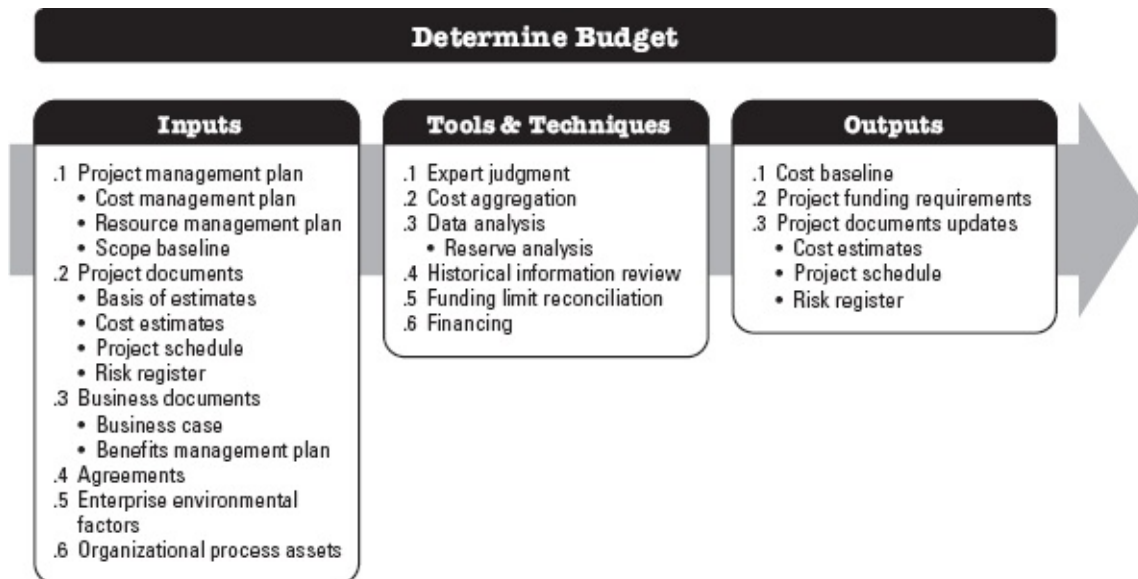 Determine Budget
Inputs
.1 Project management plan
• Cost management plan
• Resource management plan
• Scope baseline
.2 Project documents
• Basis of estimates
• Cost estimates
• Project schedule
• Risk register
.3 Business documents
• Business case
• Benefits management plan
.4 Agreements
.5 Enterprise environmental
factors
.6 Organizational process assets
Tools & Techniques
.1 Expert judgment
.2 Cost aggregation
.3 Data analysis
• Reserve analysis
.4 Historical information review
.5 Funding limit reconciliation
.6 Financing
Outputs
.1 Cost baseline
.2 Project funding requirements
.3 Project documents updates
• Cost estimates
• Project schedule
• Risk register